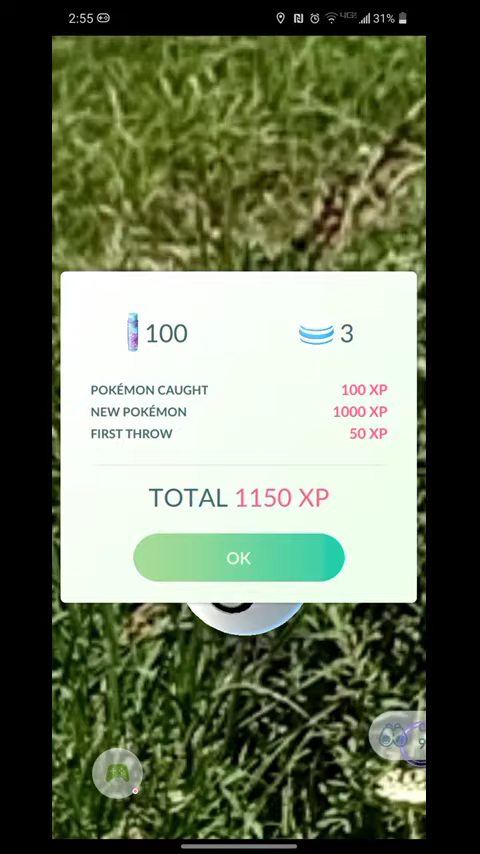 2:55 31%
100 3
POKÉMON CAUGHT 100 XP
NEW POKÉMON 1000 XP
FIRST THROW 50 XP
TOTAL 1150 XP
OK